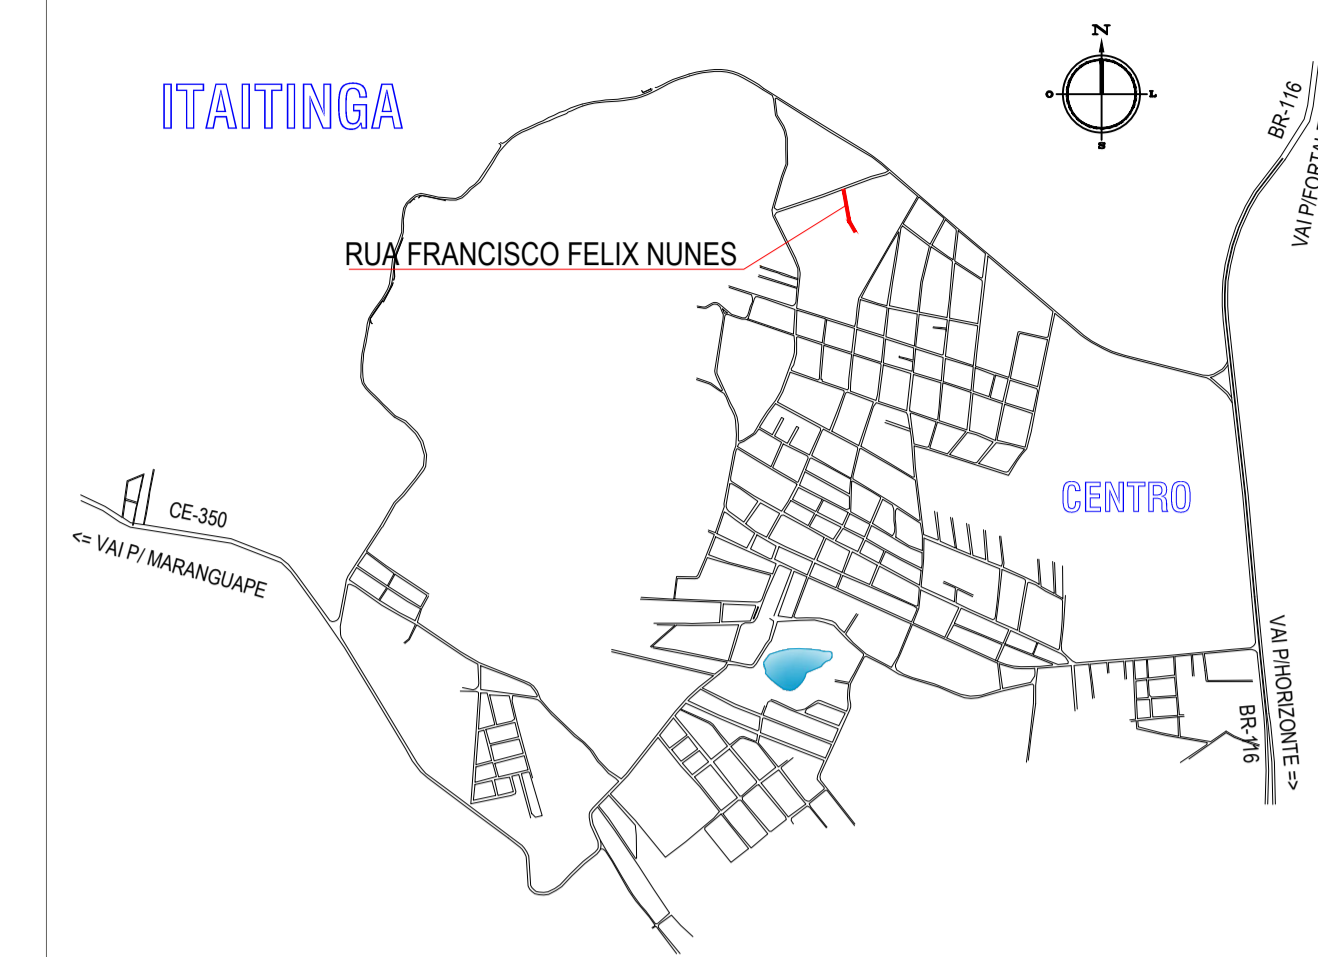 N
O
L
S
ITAITINGA
BR-116
RUA FRANCISCO FELIX NUNES
CENTRO
CE-350
<= VAI P/ MARANGUAPE
VAI P/HORIZONTE =>
BR-116